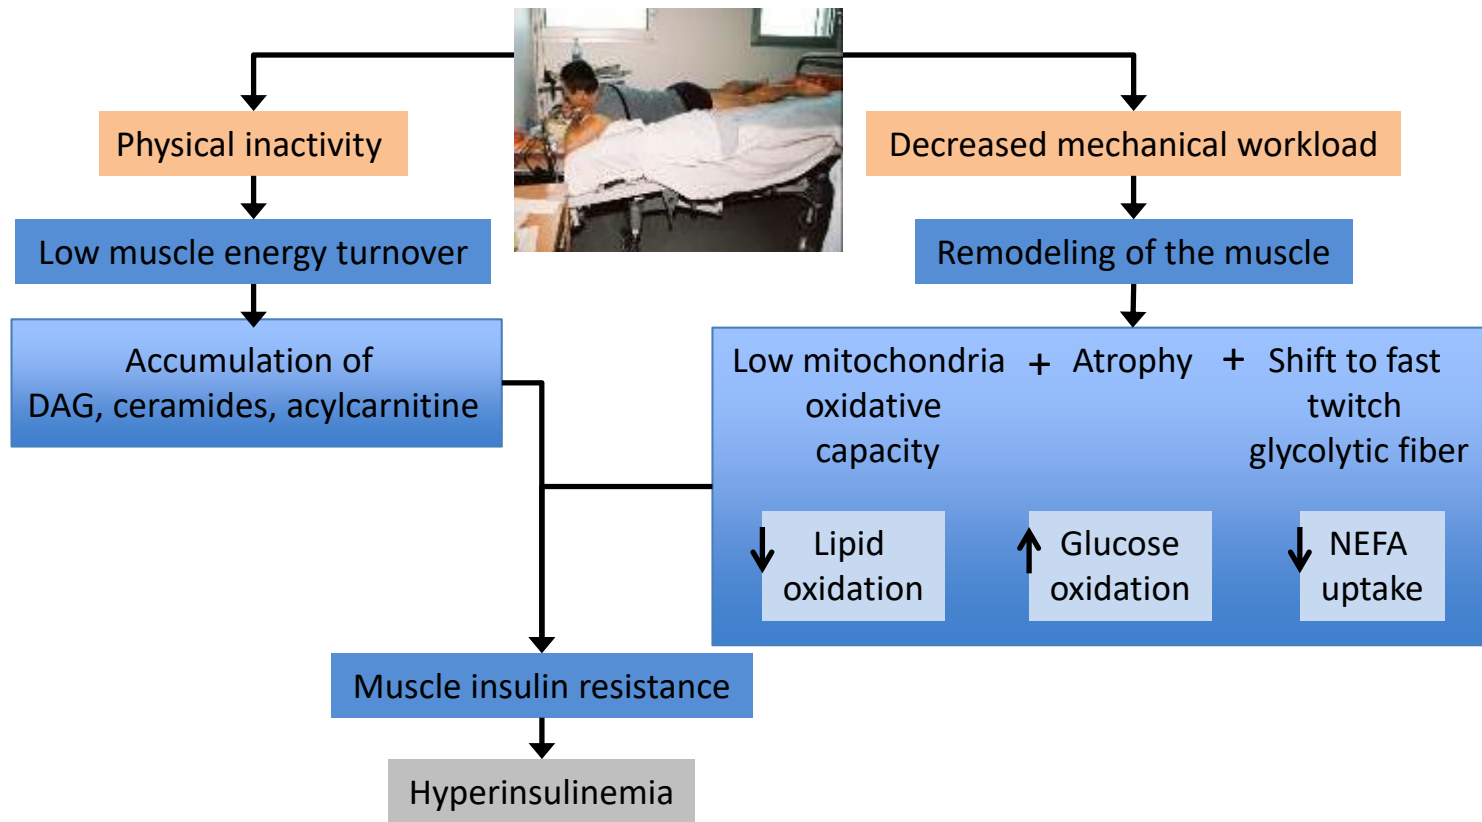 Physical inactivity
Decreased mechanical workload
Low muscle energy turnover
Remodeling of the muscle
Accumulation of
DAG, ceramides, acylcarnitine
Low mitochondria
oxidative
capacity
+
Atrophy
+
Shift to fast
twitch
glycolytic fiber
Lipid
oxidation
Glucose
oxidation
NEFA
uptake
Muscle insulin resistance
Hyperinsulinemia